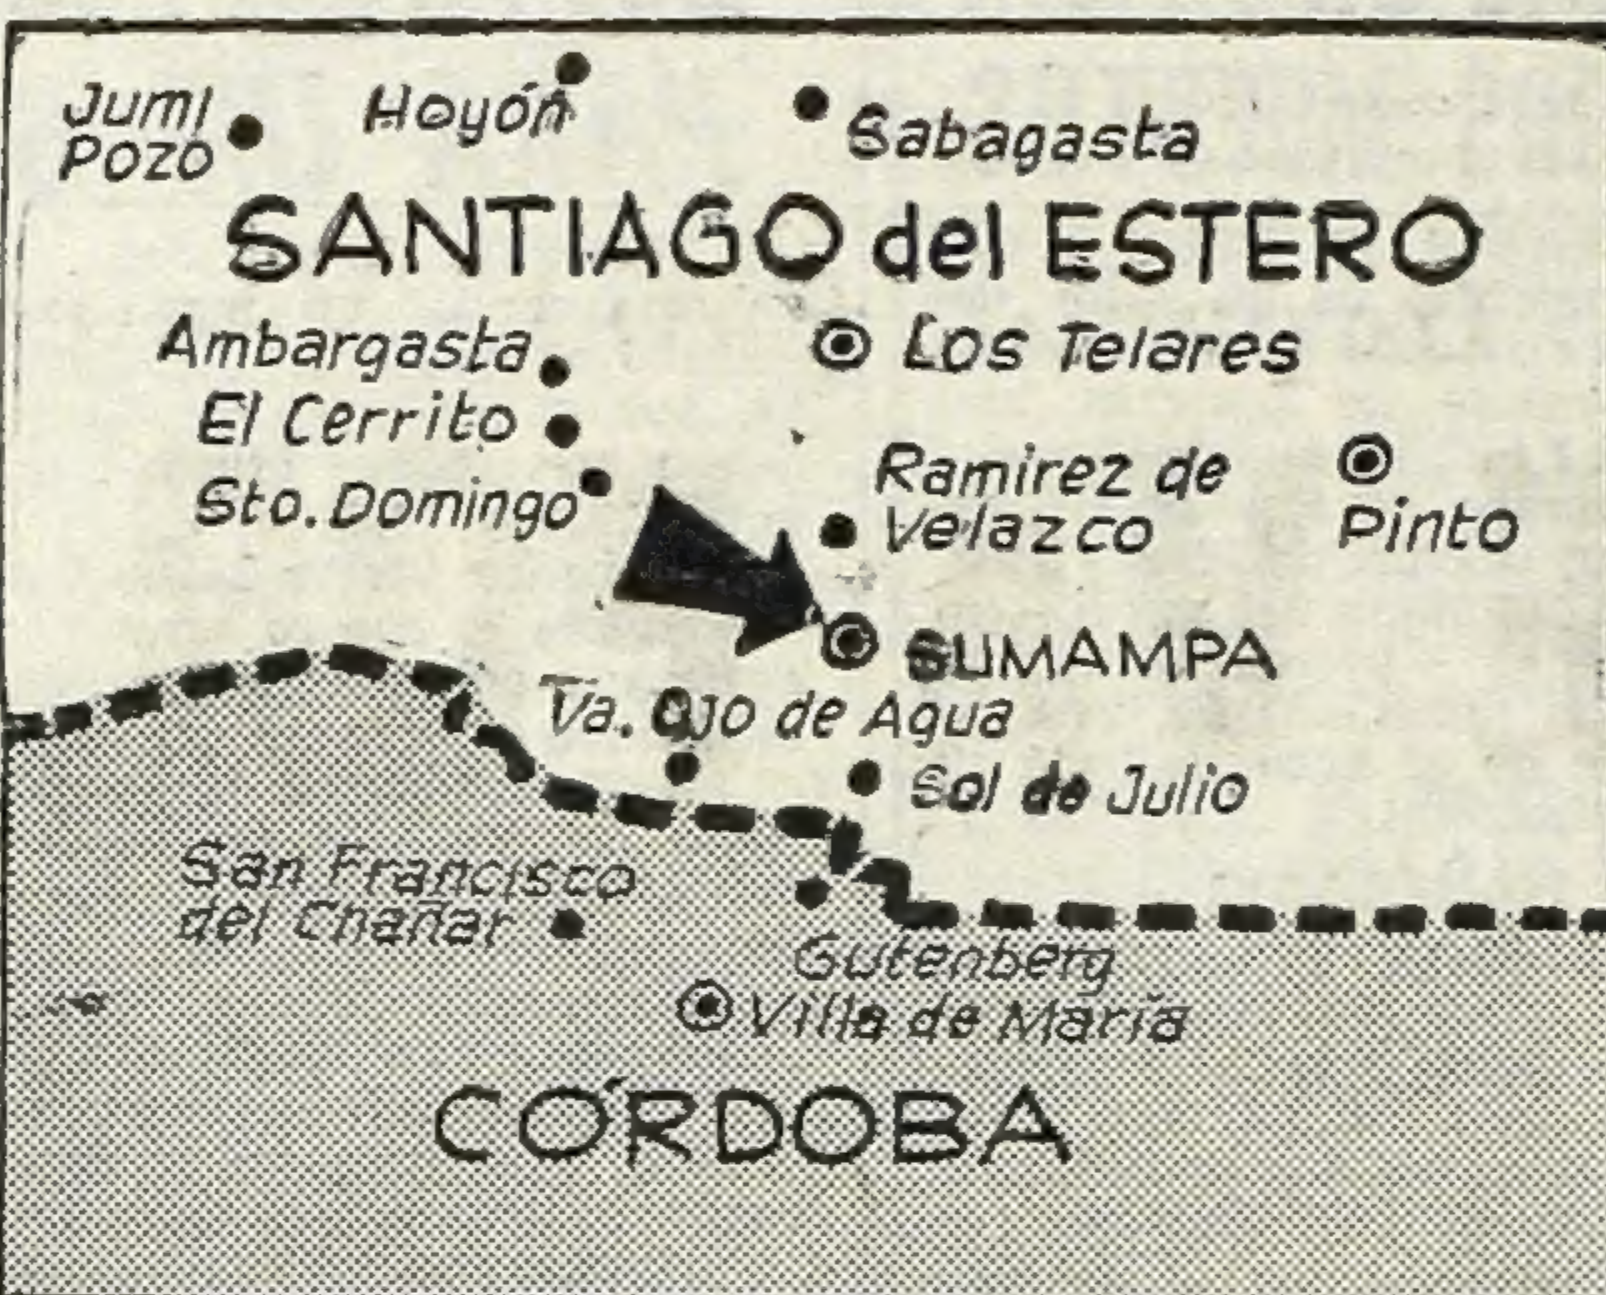 Jumi
Pozo
Hoyón
Sabagasta
SANTIAGO del ESTERO
Ambargasta
Los Telares
El Cerrito
Ramirez de
Velazco
Pinto
Sto. Domingo
SUMAMPA
Va. Ojo de Agua
Sol de Julio
San Francisco
del Chañar
Gutenberg
Villa de María
CÓRDOBA